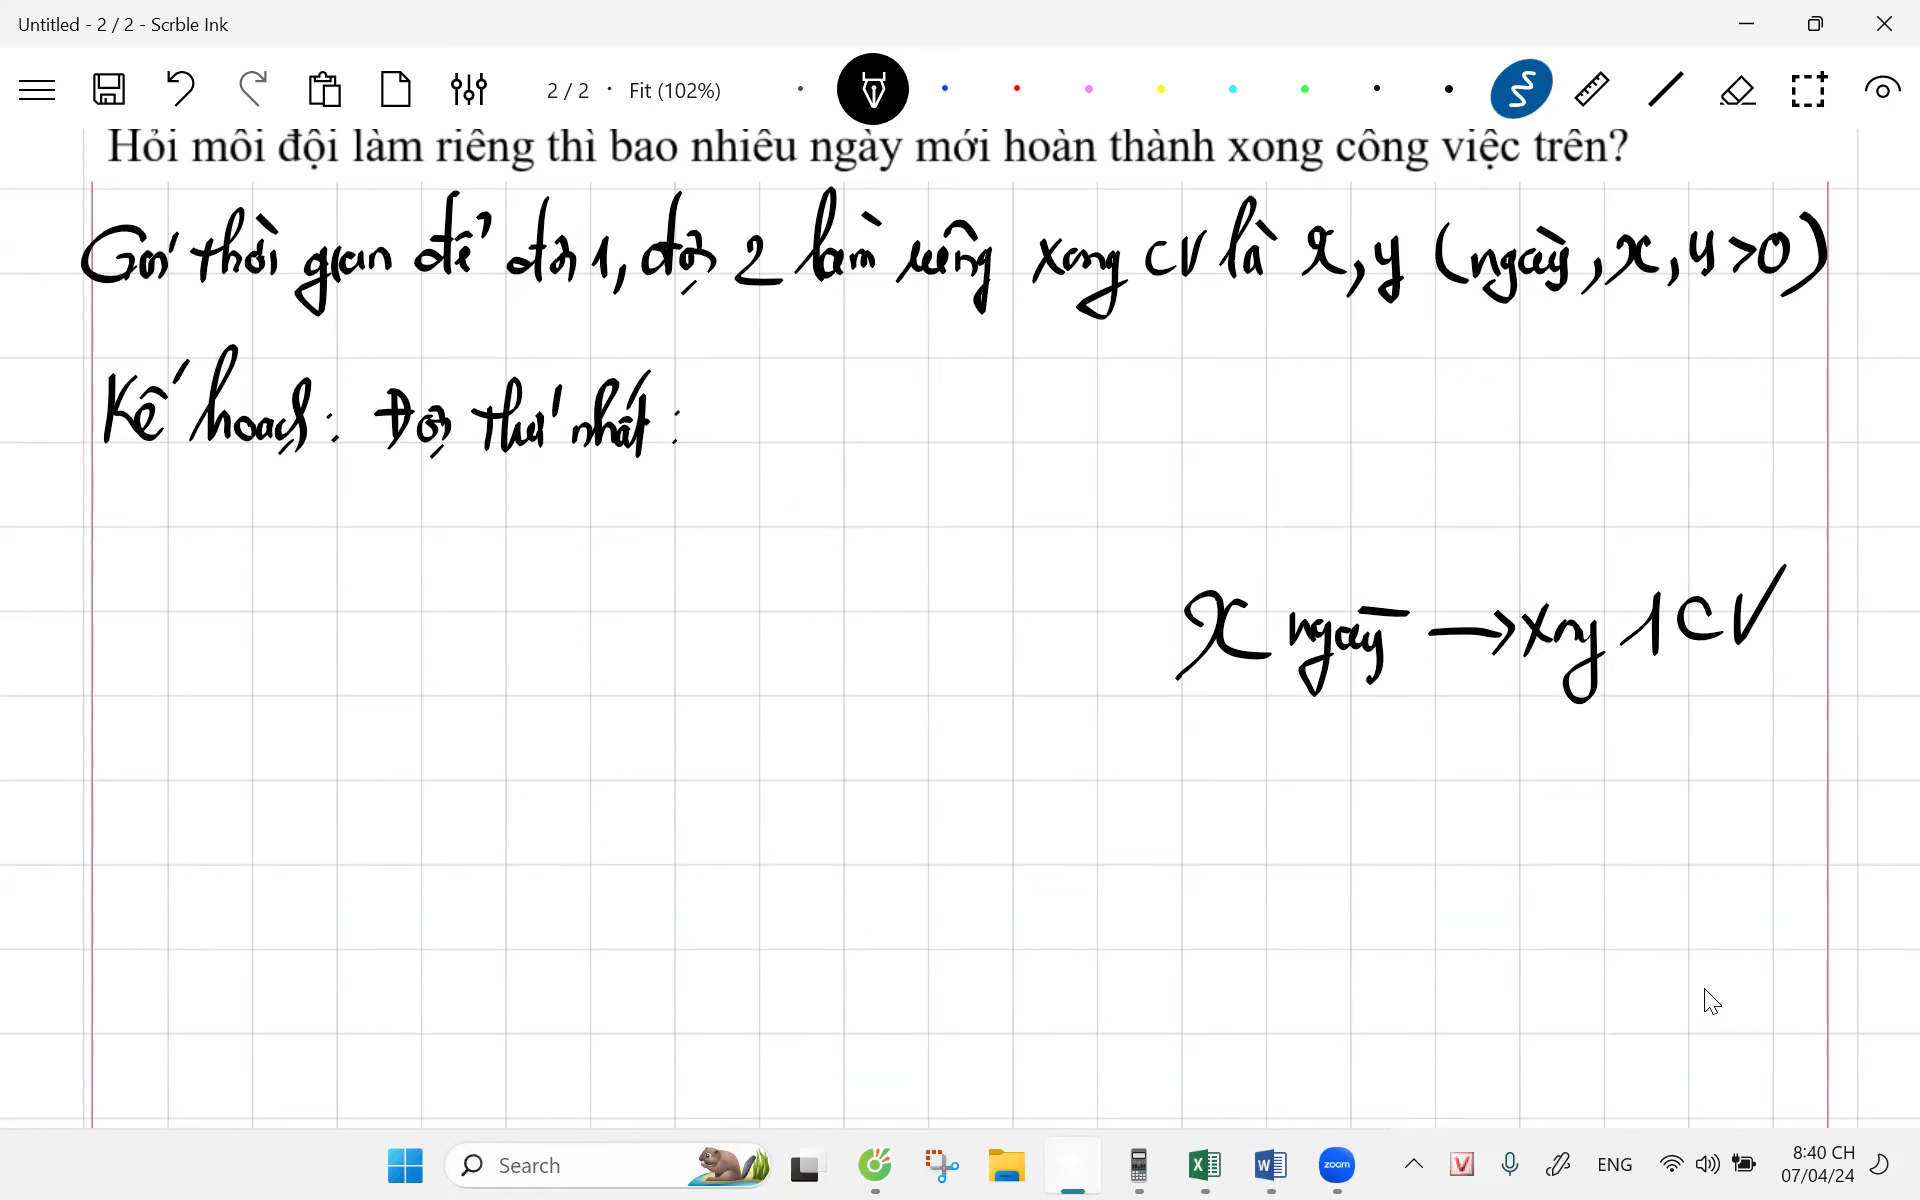 Untitled - 2 / 2 - Scrble Ink
2 / 2 · Fit (102%)
Hỏi mỗi đội làm riêng thì bao nhiêu ngày mới hoàn thành xong công việc trên?
Gọi thời gian để đội 1, đội 2 làm riêng xong CV là x, y (ngày, x, y > 0)
Kế hoạch: Đội thứ nhất:
x ngày → xong 1 CV
Search
zoom
ENG
8:40 CH
07/04/24